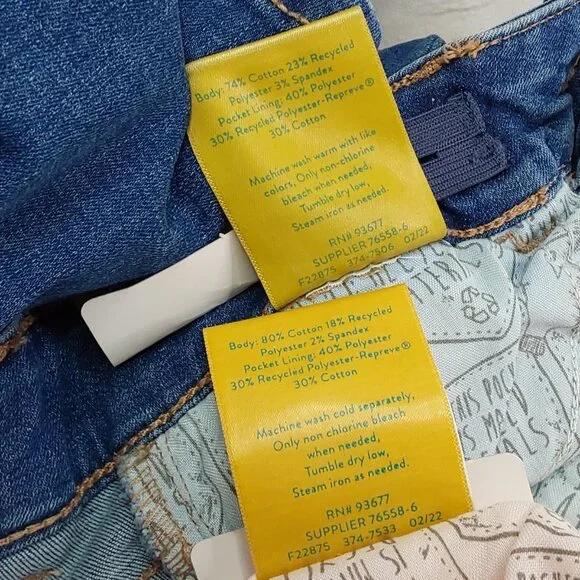 Body: 74% Cotton 23% Recycled
Polyester 3% Spandex
Pocket Lining: 40% Polyester
30% Recycled Polyester-Repreve®
30% Cotton
Machine wash warm with like
colors, Only non-chlorine
bleach when needed,
Tumble dry low,
Steam iron as needed.
RN# 93677
SUPPLIER 76558-6
F22875 374-7506 02/22
Body: 80% Cotton 18% Recycled
Polyester 2% Spandex
Pocket Lining: 40% Polyester
30% Recycled Polyester-Repreve®
30% Cotton
Machine wash cold separately,
Only non chlorine bleach
when needed,
Tumble dry low,
Steam iron as needed.
RN# 93677
SUPPLIER 76558-6
F22875 374-7533 02/22